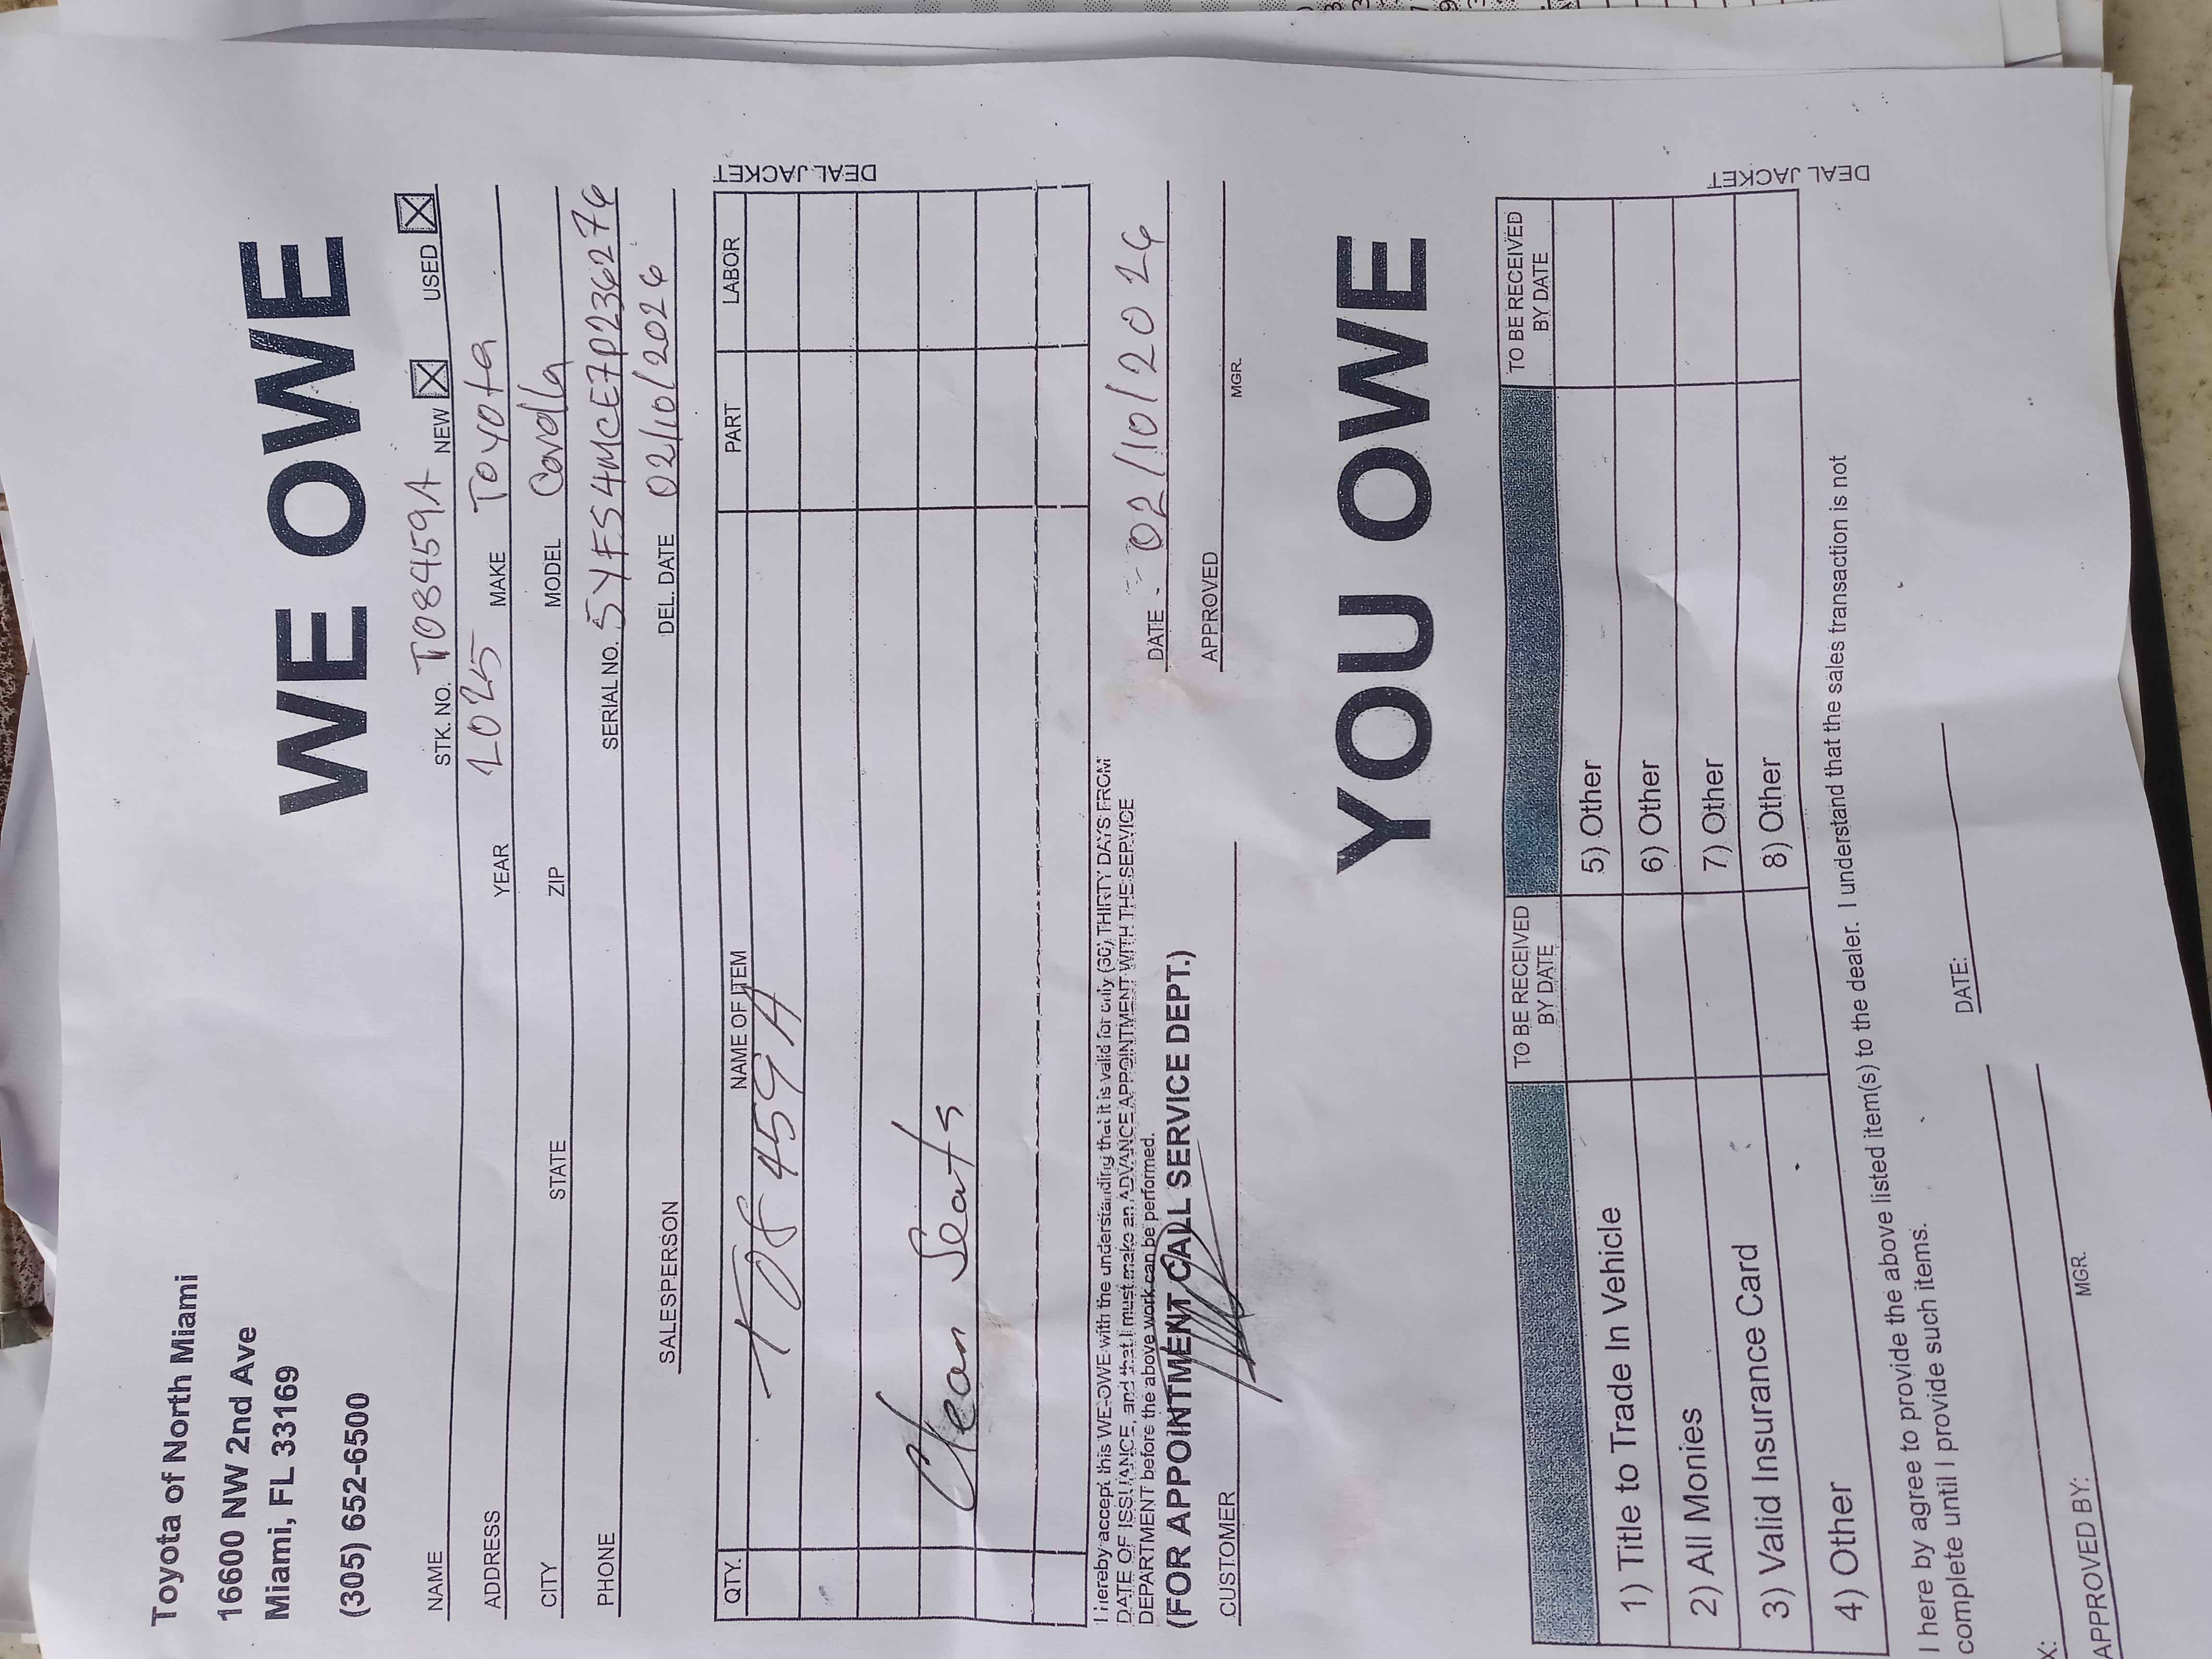 Toyota of North Miami
16600 NW 2nd Ave
Miami, FL 33169
(305) 652-6500
WE OWE
STK. NO. T084459A NEW ☒ USED ☒
NAME
YEAR 2025 MAKE Toyota
ADDRESS
CITY STATE ZIP MODEL Corolla
PHONE SERIAL NO. 5YFS4MCE7P236276
DEL. DATE 02/10/2026
SALESPERSON
QTY. NAME OF ITEM PART LABOR
T08459A
Clean Seats
DEAL JACKET
I hereby accept this WE-OWE with the understanding that it is valid for only (30) THIRTY DAYS FROM
DATE OF ISSUANCE, and that I must make an ADVANCE APPOINTMENT WITH THE SERVICE
DEPARTMENT before the above work can be performed.
(FOR APPOINTMENT CALL SERVICE DEPT.)
DATE 02/10/2026
CUSTOMER
APPROVED
MGR.
YOU OWE
TO BE RECEIVED BY DATE TO BE RECEIVED BY DATE
1) Title to Trade In Vehicle 5) Other
2) All Monies 6) Other
3) Valid Insurance Card 7) Other
4) Other 8) Other
DEAL JACKET
I here by agree to provide the above listed item(s) to the dealer. I understand that the sales transaction is not
complete until I provide such items.
X: DATE:
APPROVED BY:
MGR.